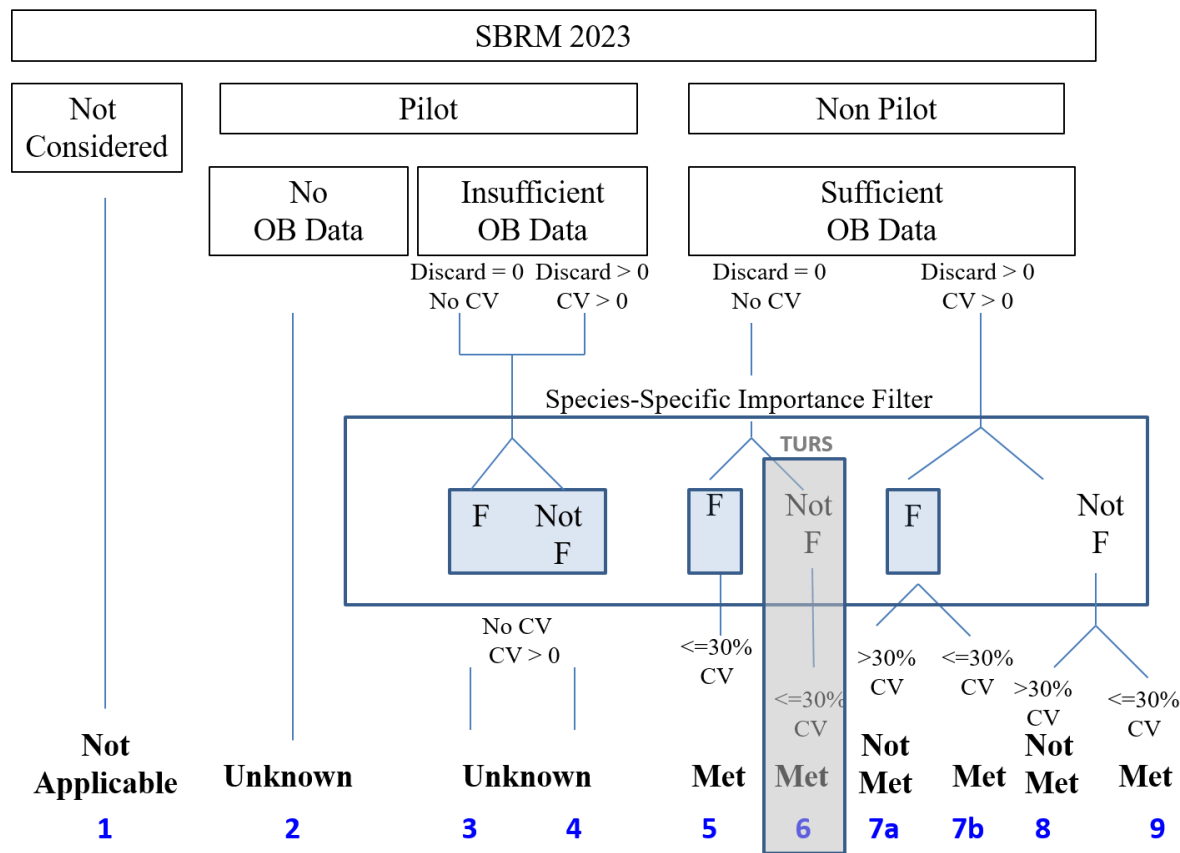 SBRM 2023
Not
Considered
Pilot
Non Pilot
No
OB Data
Insufficient
OB Data
Sufficient
OB Data
Discard = 0
No CV
Discard > 0
CV > 0
Discard = 0
No CV
Discard > 0
CV > 0
Species-Specific Importance Filter
TURS
F
Not
F
F
Not
F
F
Not
F
No CV
CV > 0
<=30%
CV
<=30%
CV
>30%
CV
<=30%
CV
>30%
CV
<=30%
CV
Not
Applicable
Unknown
Unknown
Met
Met
Not
Met
Met
Not
Met
Met
1
2
3
4
5
6
7a
7b
8
9